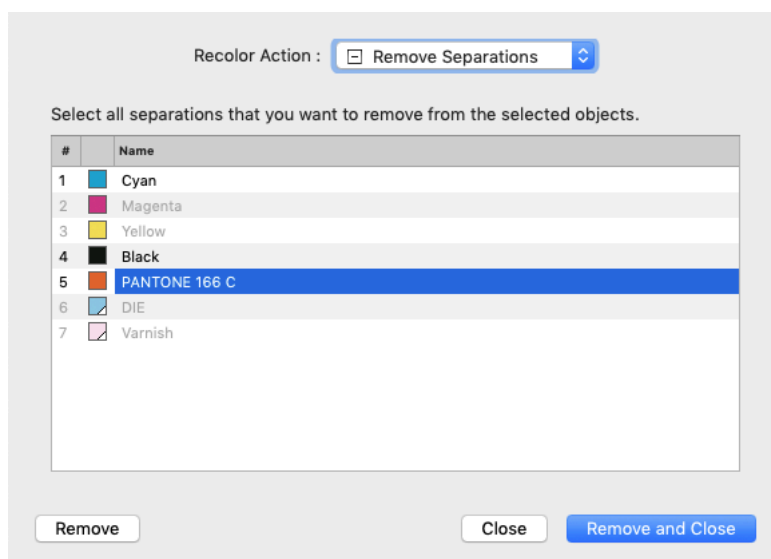 Recolor Action : Remove Separations
Select all separations that you want to remove from the selected objects.
# Name
1 Cyan
2 Magenta
3 Yellow
4 Black
5 PANTONE 166 C
6 DIE
7 Varnish
Remove Close Remove and Close